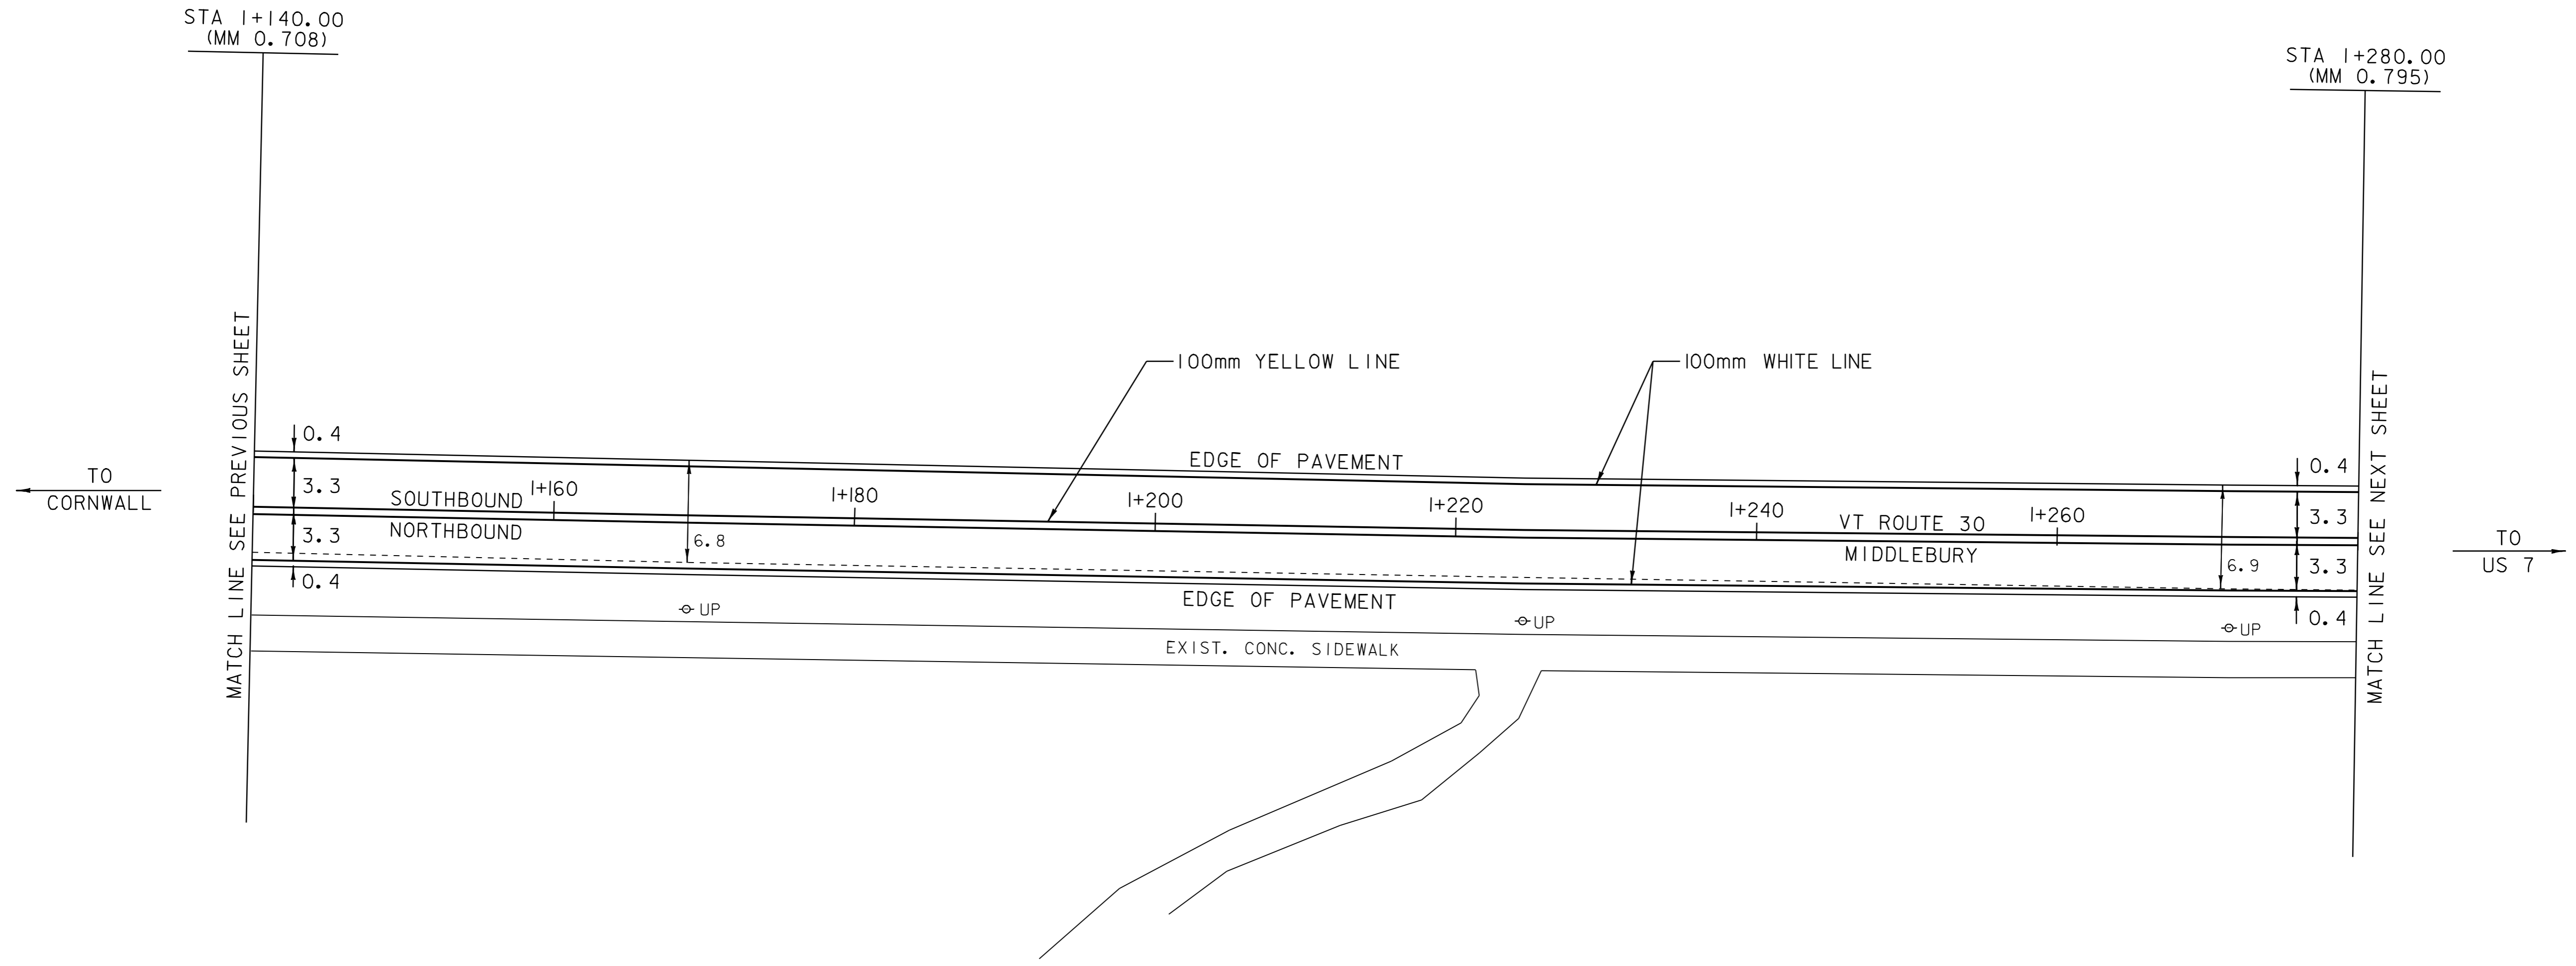 STA 1+140.00
(MM 0.708)
STA 1+280.00
(MM 0.795)
MATCH LINE SEE PREVIOUS SHEET
MATCH LINE SEE NEXT SHEET
100mm YELLOW LINE
100mm WHITE LINE
0.4
EDGE OF PAVEMENT
0.4
TO
CORNWALL
3.3
SOUTHBOUND
1+160
1+180
1+200
1+220
1+240
1+260
3.3
VT ROUTE 30
3.3
NORTHBOUND
6.8
MIDDLEBURY
6.9
3.3
TO
US 7
0.4
EDGE OF PAVEMENT
0.4
UP
UP
UP
EXIST. CONC. SIDEWALK